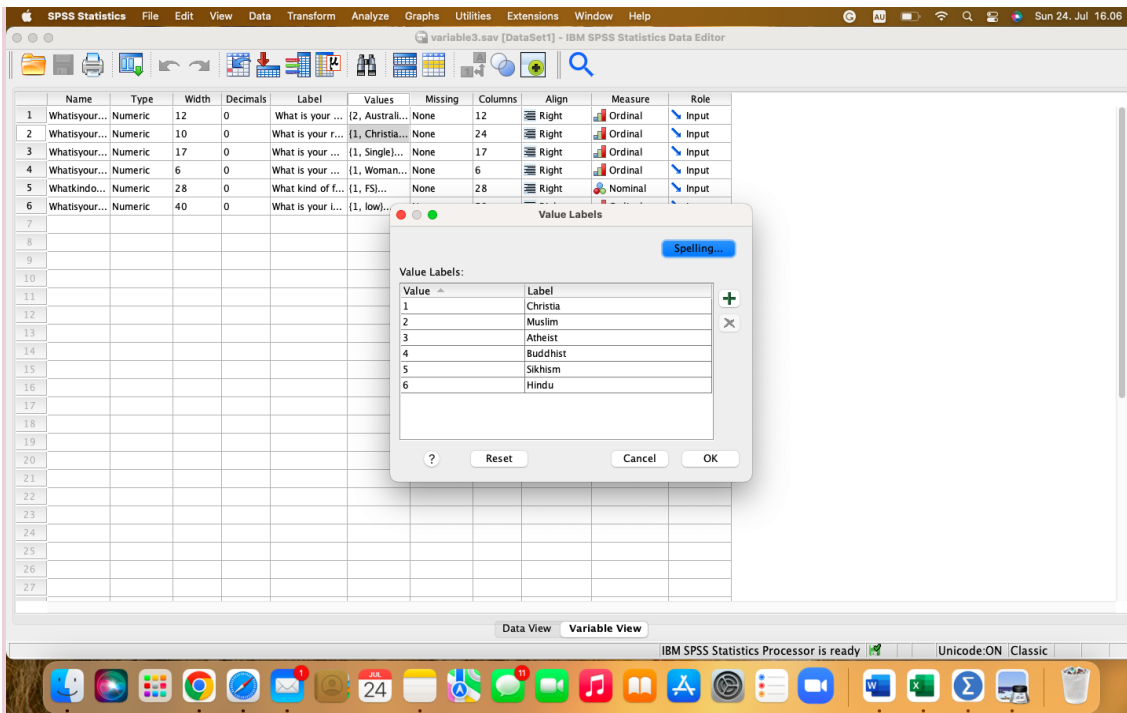 SPSS Statistics File Edit View Data Transform Analyze Graphs Utilities Extensions Window Help G AU Sun 24. Jul 16.06
variable3.sav [DataSet1] - IBM SPSS Statistics Data Editor
Name Type Width Decimals Label Values Missing Columns Align Measure Role
1 Whatisyour... Numeric 12 0 What is your ... {2, Australi... None 12 Right Ordinal Input
2 Whatisyour... Numeric 10 0 What is your r... {1, Christia... None 24 Right Ordinal Input
3 Whatisyour... Numeric 17 0 What is your ... {1, Single}... None 17 Right Ordinal Input
4 Whatisyour... Numeric 6 0 What is your ... {1, Woman... None 6 Right Ordinal Input
5 Whatkindo... Numeric 28 0 What kind of f... {1, FS}... None 28 Right Nominal Input
6 Whatisyour... Numeric 40 0 What is your i... {1, low}...
7
8
9
10
11
12
13
14
15
16
17
18
19
20
21
22
23
24
25
26
27
Value Labels
Spelling...
Value Labels:
Value Label
1 Christia
2 Muslim
3 Atheist
4 Buddhist
5 Sikhism
6 Hindu
? Reset Cancel OK
Data View Variable View
IBM SPSS Statistics Processor is ready Unicode:ON Classic
1
JUL
24
11